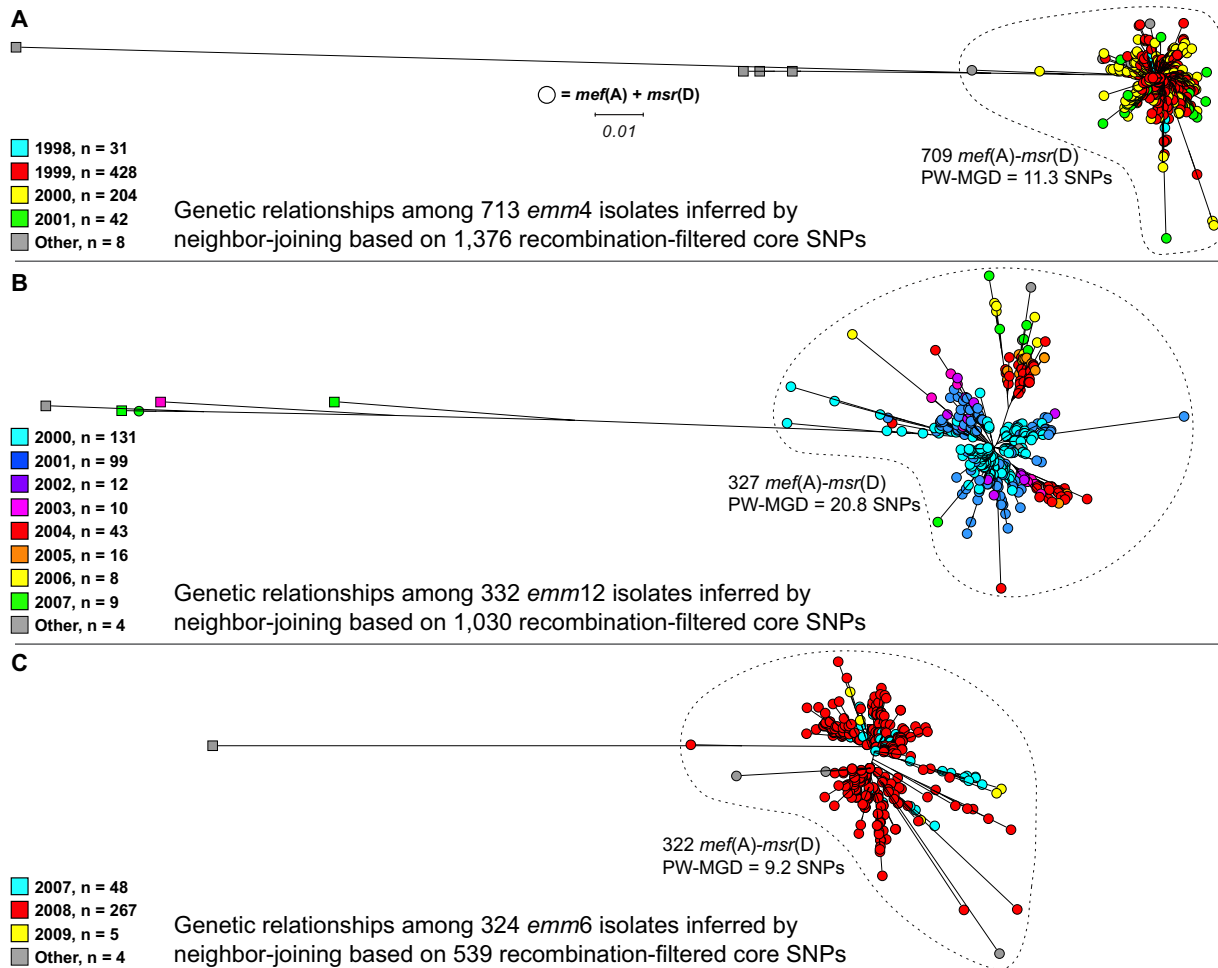 A
= mef(A) + msr(D)
0.01
1998, n = 31
1999, n = 428
2000, n = 204
2001, n = 42
Other, n = 8
709 mef(A)-msr(D)
PW-MGD = 11.3 SNPs
Genetic relationships among 713 emm4 isolates inferred by
neighbor-joining based on 1,376 recombination-filtered core SNPs
B
2000, n = 131
2001, n = 99
2002, n = 12
2003, n = 10
2004, n = 43
2005, n = 16
2006, n = 8
2007, n = 9
Other, n = 4
327 mef(A)-msr(D)
PW-MGD = 20.8 SNPs
Genetic relationships among 332 emm12 isolates inferred by
neighbor-joining based on 1,030 recombination-filtered core SNPs
C
322 mef(A)-msr(D)
PW-MGD = 9.2 SNPs
2007, n = 48
2008, n = 267
2009, n = 5
Other, n = 4
Genetic relationships among 324 emm6 isolates inferred by
neighbor-joining based on 539 recombination-filtered core SNPs